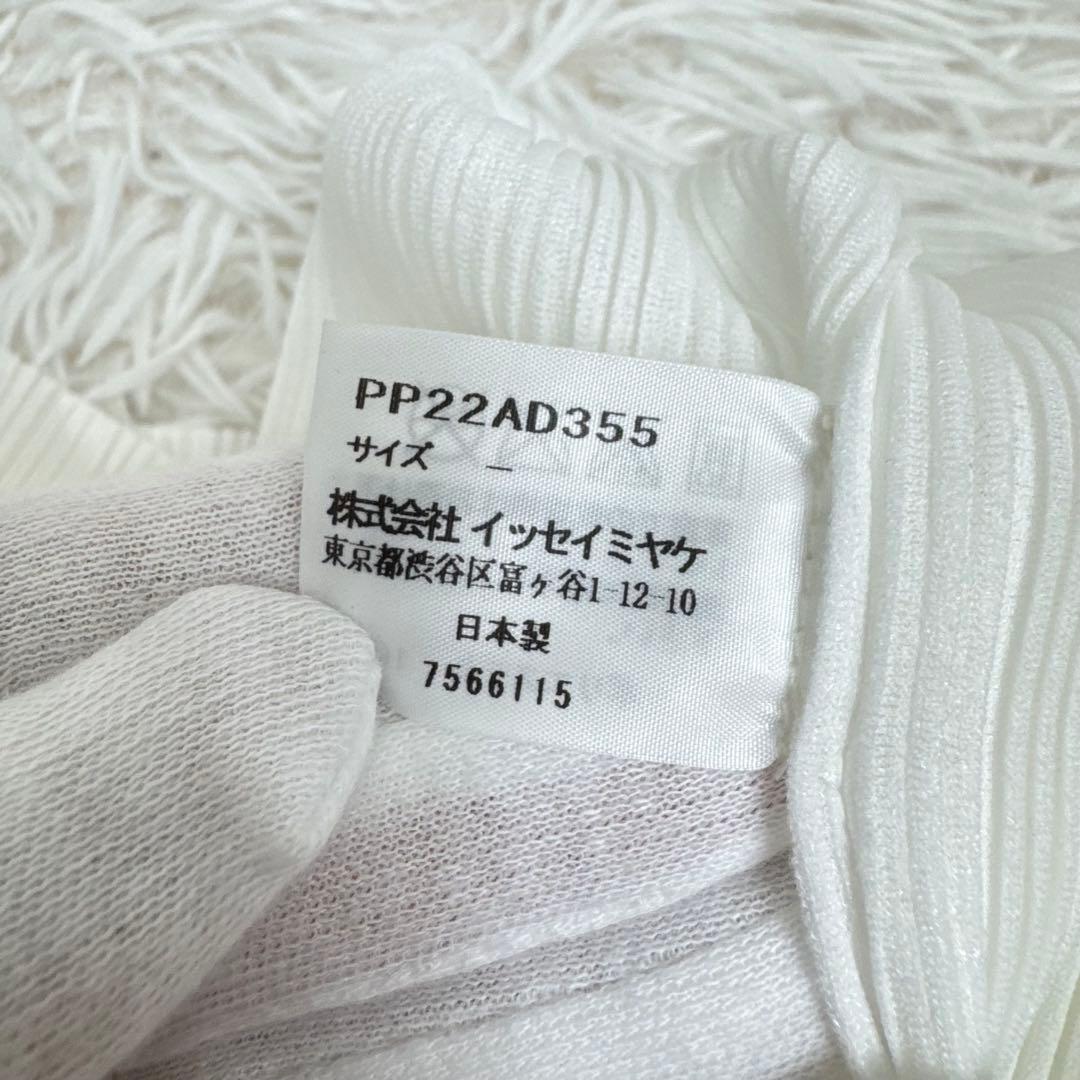 PP22AD355
サイズ －
株式会社 イッセイミヤケ
東京都渋谷区富ヶ谷1-12-10
日本製
7566115